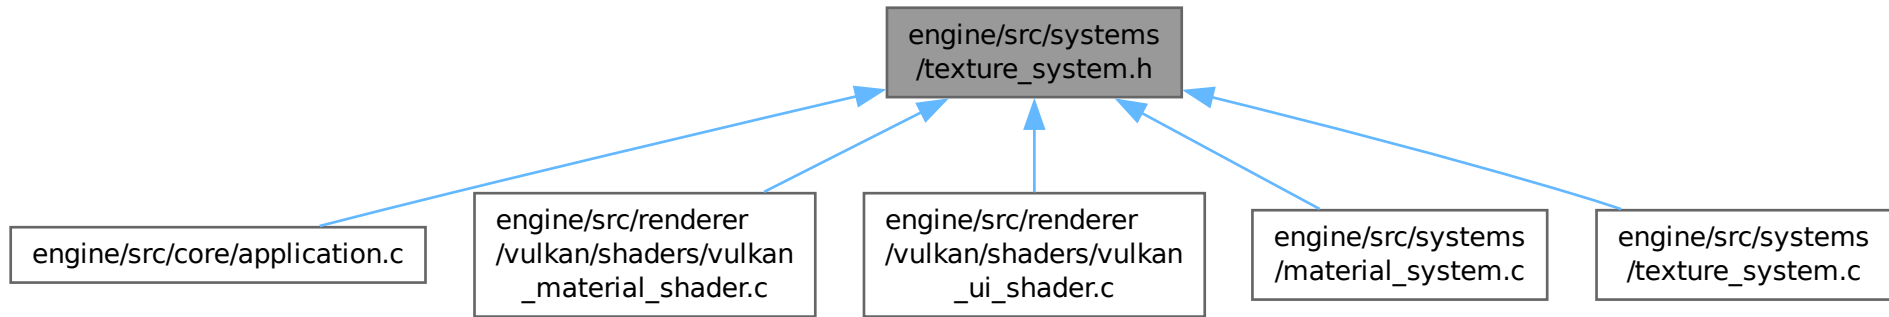 engine/src/systems
/texture_system.h
engine/src/core/application.c
engine/src/renderer
/vulkan/shaders/vulkan
_material_shader.c
engine/src/renderer
/vulkan/shaders/vulkan
_ui_shader.c
engine/src/systems
/material_system.c
engine/src/systems
/texture_system.c